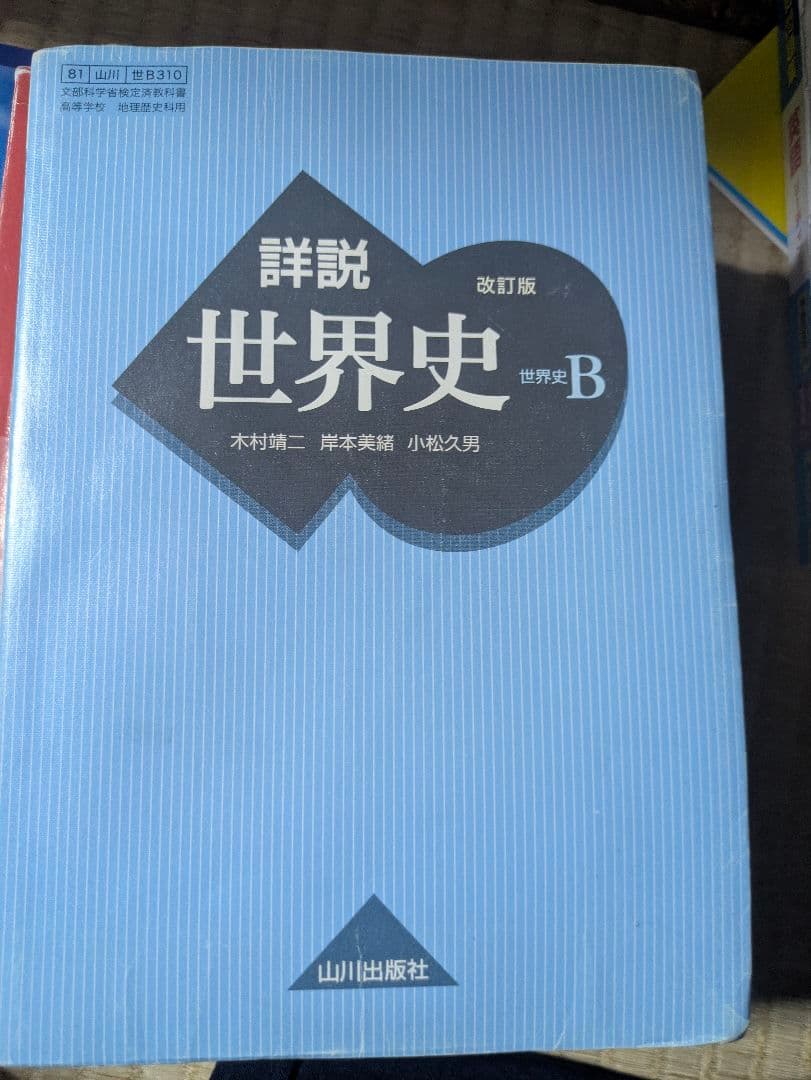 81 山川 世B310
文部科学省検定済教科書
高等学校 地理歴史科用
詳説
改訂版
世界史
世界史B
木村靖二 岸本美緒 小松久男
山川出版社